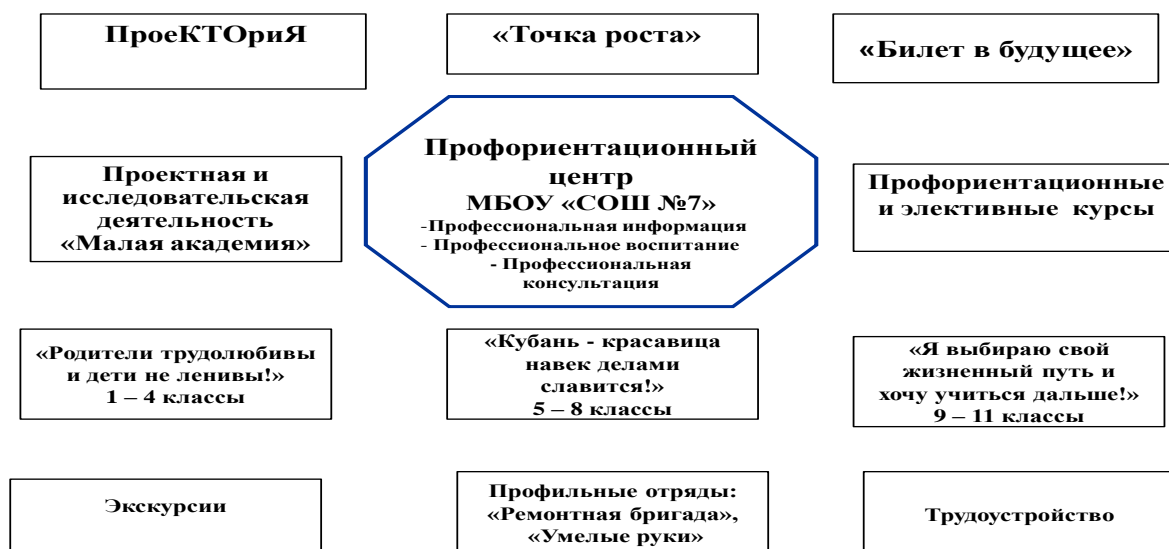 ПроеКТОриЯ
«Точка роста»
«Билет в будущее»
Проектная и
исследовательская
деятельность
«Малая академия»
Профориентационный
центр
МБОУ «СОШ №7»
-Профессиональная информация
- Профессиональное воспитание
- Профессиональная
консультация
Профориентационные
и элективные курсы
«Родители трудолюбивы
и дети не ленивы!»
1 – 4 классы
«Кубань - красавица
навек делами
славится!»
5 – 8 классы
«Я выбираю свой
жизненный путь и
хочу учиться дальше!»
9 – 11 классы
Экскурсии
Профильные отряды:
«Ремонтная бригада»,
«Умелые руки»
Трудоустройство